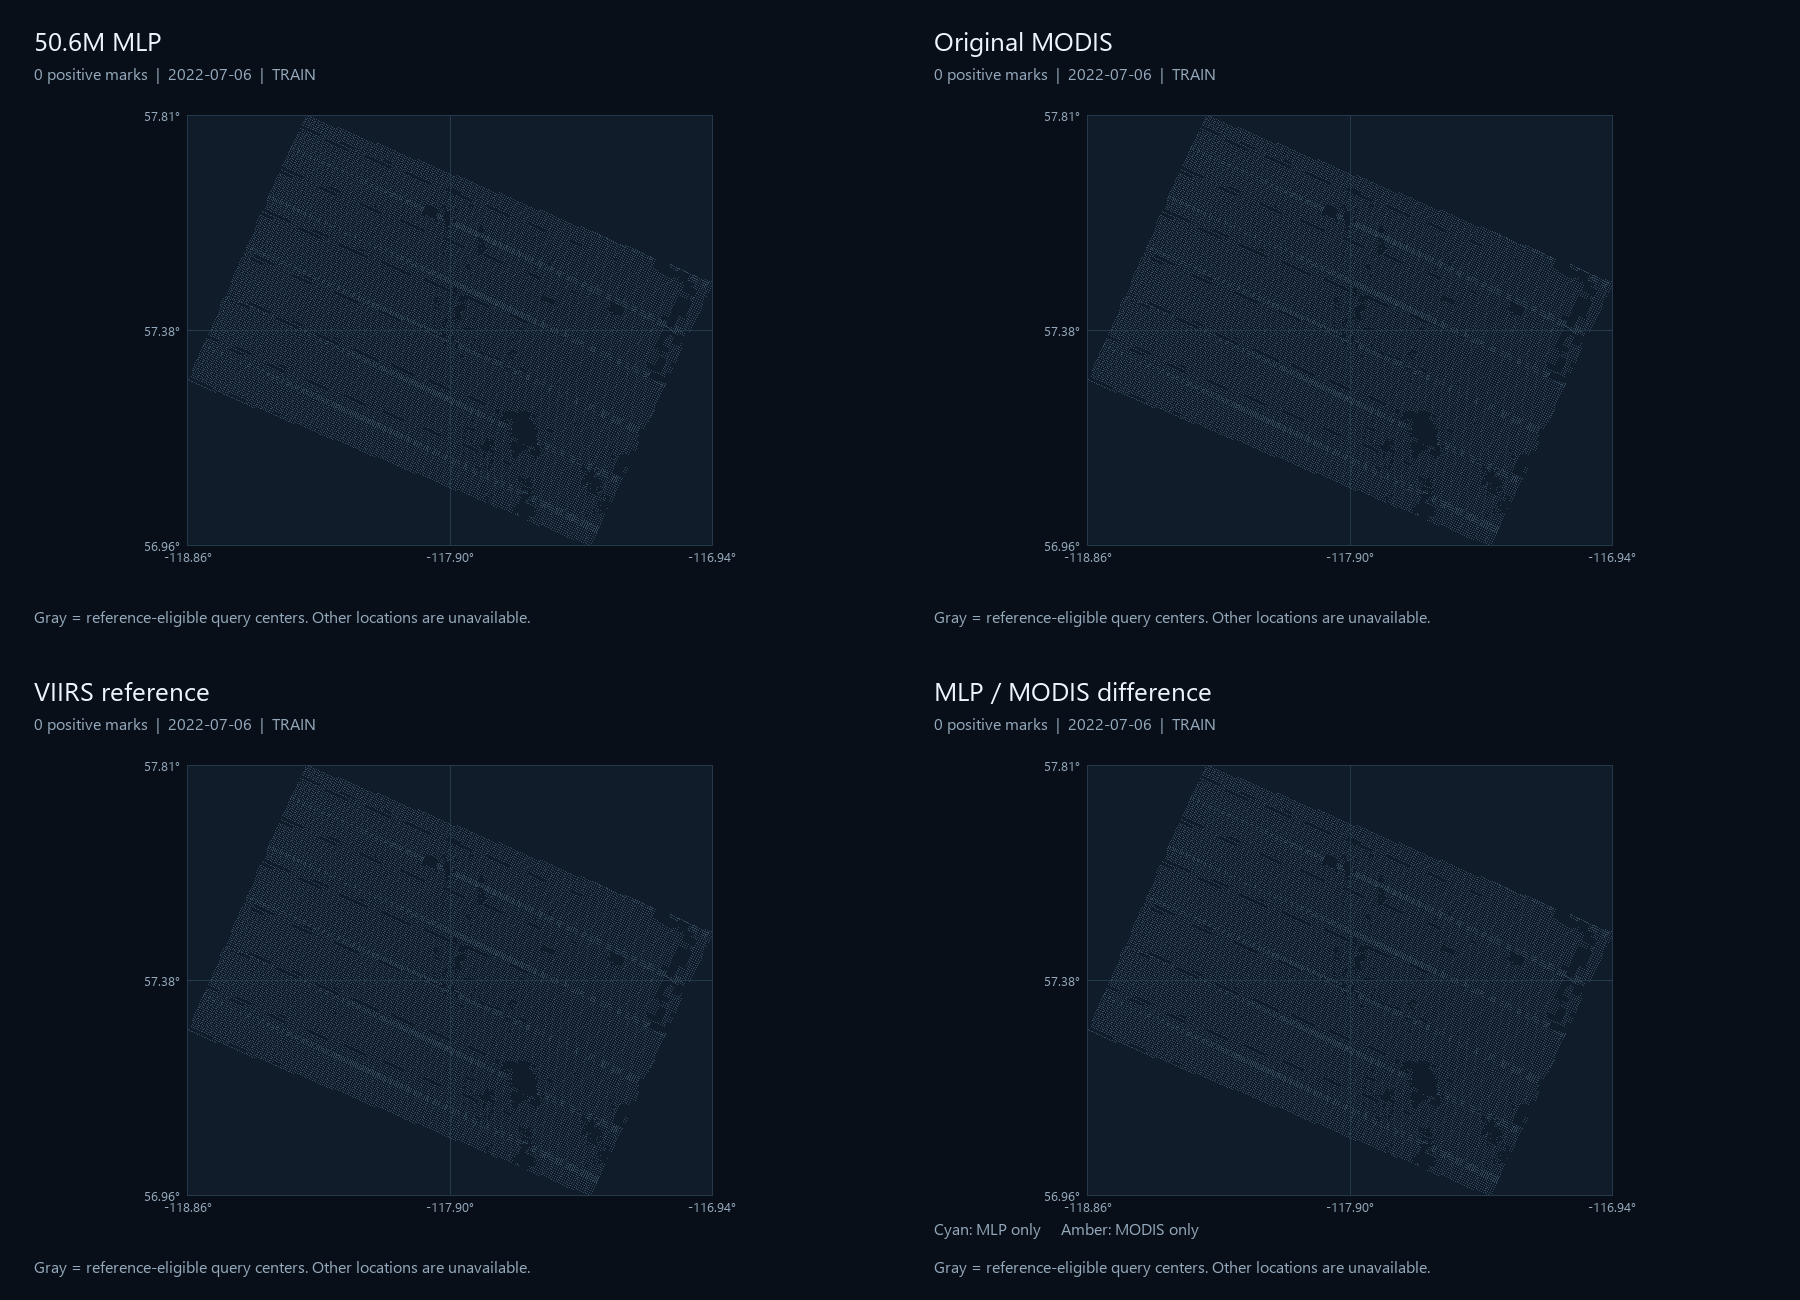 50.6M MLP
0 positive marks | 2022-07-06 | TRAIN
57.81°
57.38°
56.96°
-118.86°
-117.90°
-116.94°
Gray = reference-eligible query centers. Other locations are unavailable.
Original MODIS
0 positive marks | 2022-07-06 | TRAIN
57.81°
57.38°
56.96°
-118.86°
-117.90°
-116.94°
Gray = reference-eligible query centers. Other locations are unavailable.
VIIRS reference
0 positive marks | 2022-07-06 | TRAIN
57.81°
57.38°
56.96°
-118.86°
-117.90°
-116.94°
Gray = reference-eligible query centers. Other locations are unavailable.
MLP / MODIS difference
0 positive marks | 2022-07-06 | TRAIN
57.81°
57.38°
56.96°
-118.86°
-117.90°
-116.94°
Cyan: MLP only Amber: MODIS only
Gray = reference-eligible query centers. Other locations are unavailable.